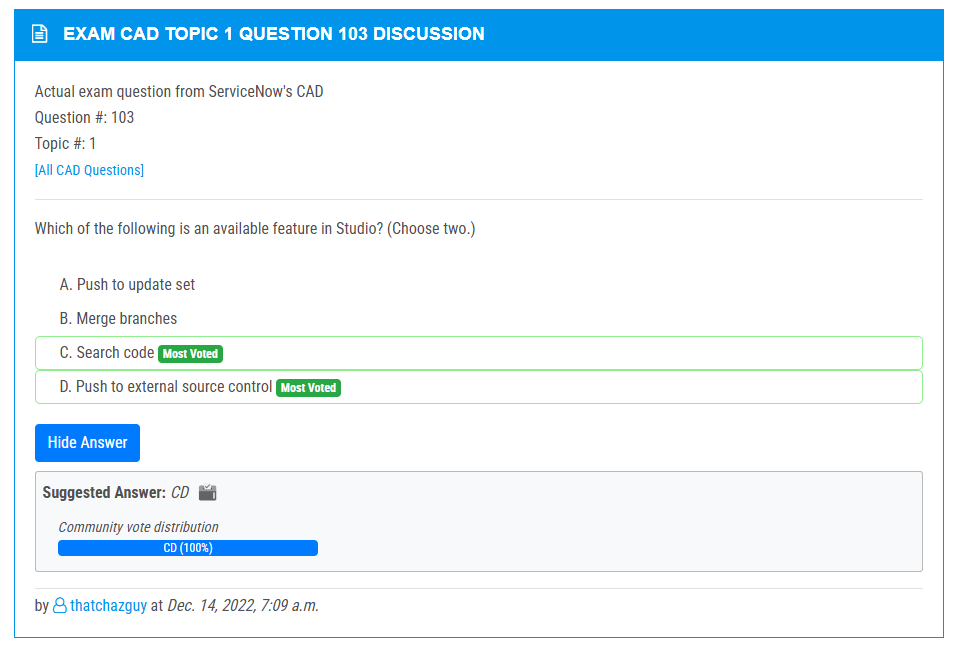 EXAM CAD TOPIC 1 QUESTION 103 DISCUSSION
Actual exam question from ServiceNow's CAD
Question #: 103
Topic #: 1
[All CAD Questions]
Which of the following is an available feature in Studio? (Choose two.)
A. Push to update set
B. Merge branches
C. Search code Most Voted
D. Push to external source control Most Voted
Hide Answer
Suggested Answer: CD
Community vote distribution
CD (100%)
by thatchazguy at Dec. 14, 2022, 7:09 a.m.